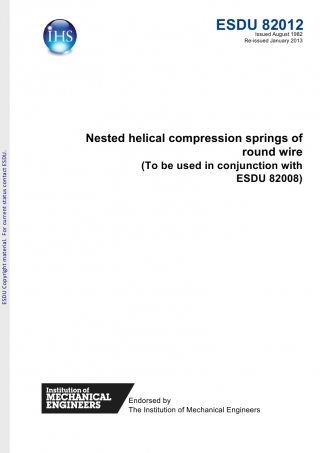 IHS
ESDU 82012
Issued August 1982
Re-issued January 2013
Nested helical compression springs of
round wire
(To be used in conjunction with
ESDU 82008)
ESDU Copyright material. For current status contact ESDU.
Institution of
MECHANICAL
ENGINEERS
Endorsed by
The Institution of Mechanical Engineers